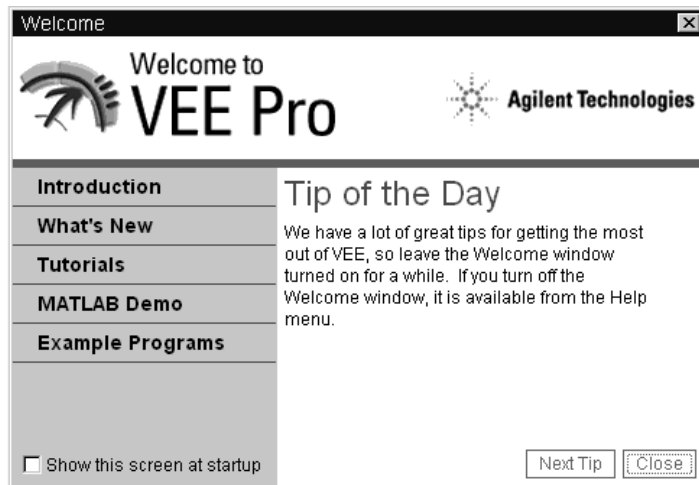 Welcome
Welcome to
VEE Pro
Agilent Technologies
Introduction
What's New
Tutorials
MATLAB Demo
Example Programs
Show this screen at startup
Tip of the Day
We have a lot of great tips for getting the most
out of VEE, so leave the Welcome window
turned on for a while.  If you turn off the
Welcome window, it is available from the Help
menu.
Next Tip
Close